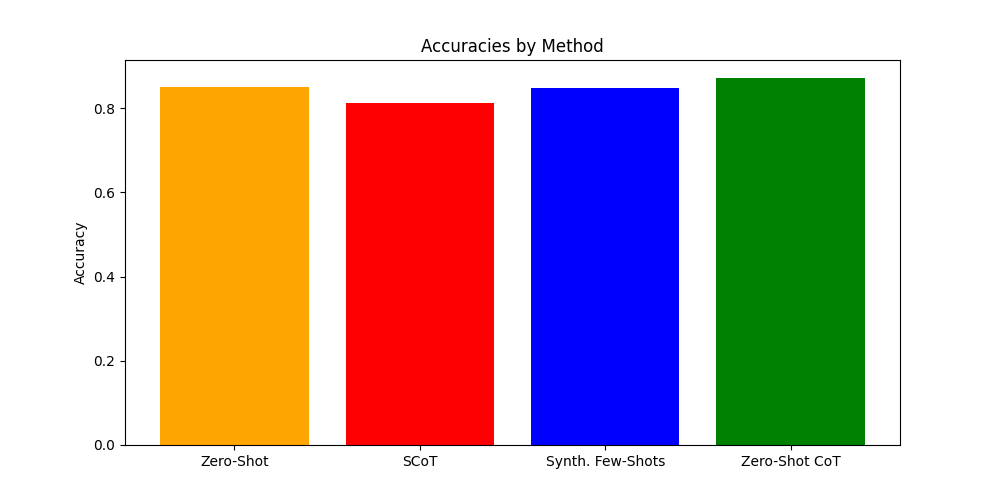 Accuracies by Method
Accuracy
0.8
0.6
0.4
0.2
0.0
Zero-Shot
SCoT
Synth. Few-Shots
Zero-Shot CoT